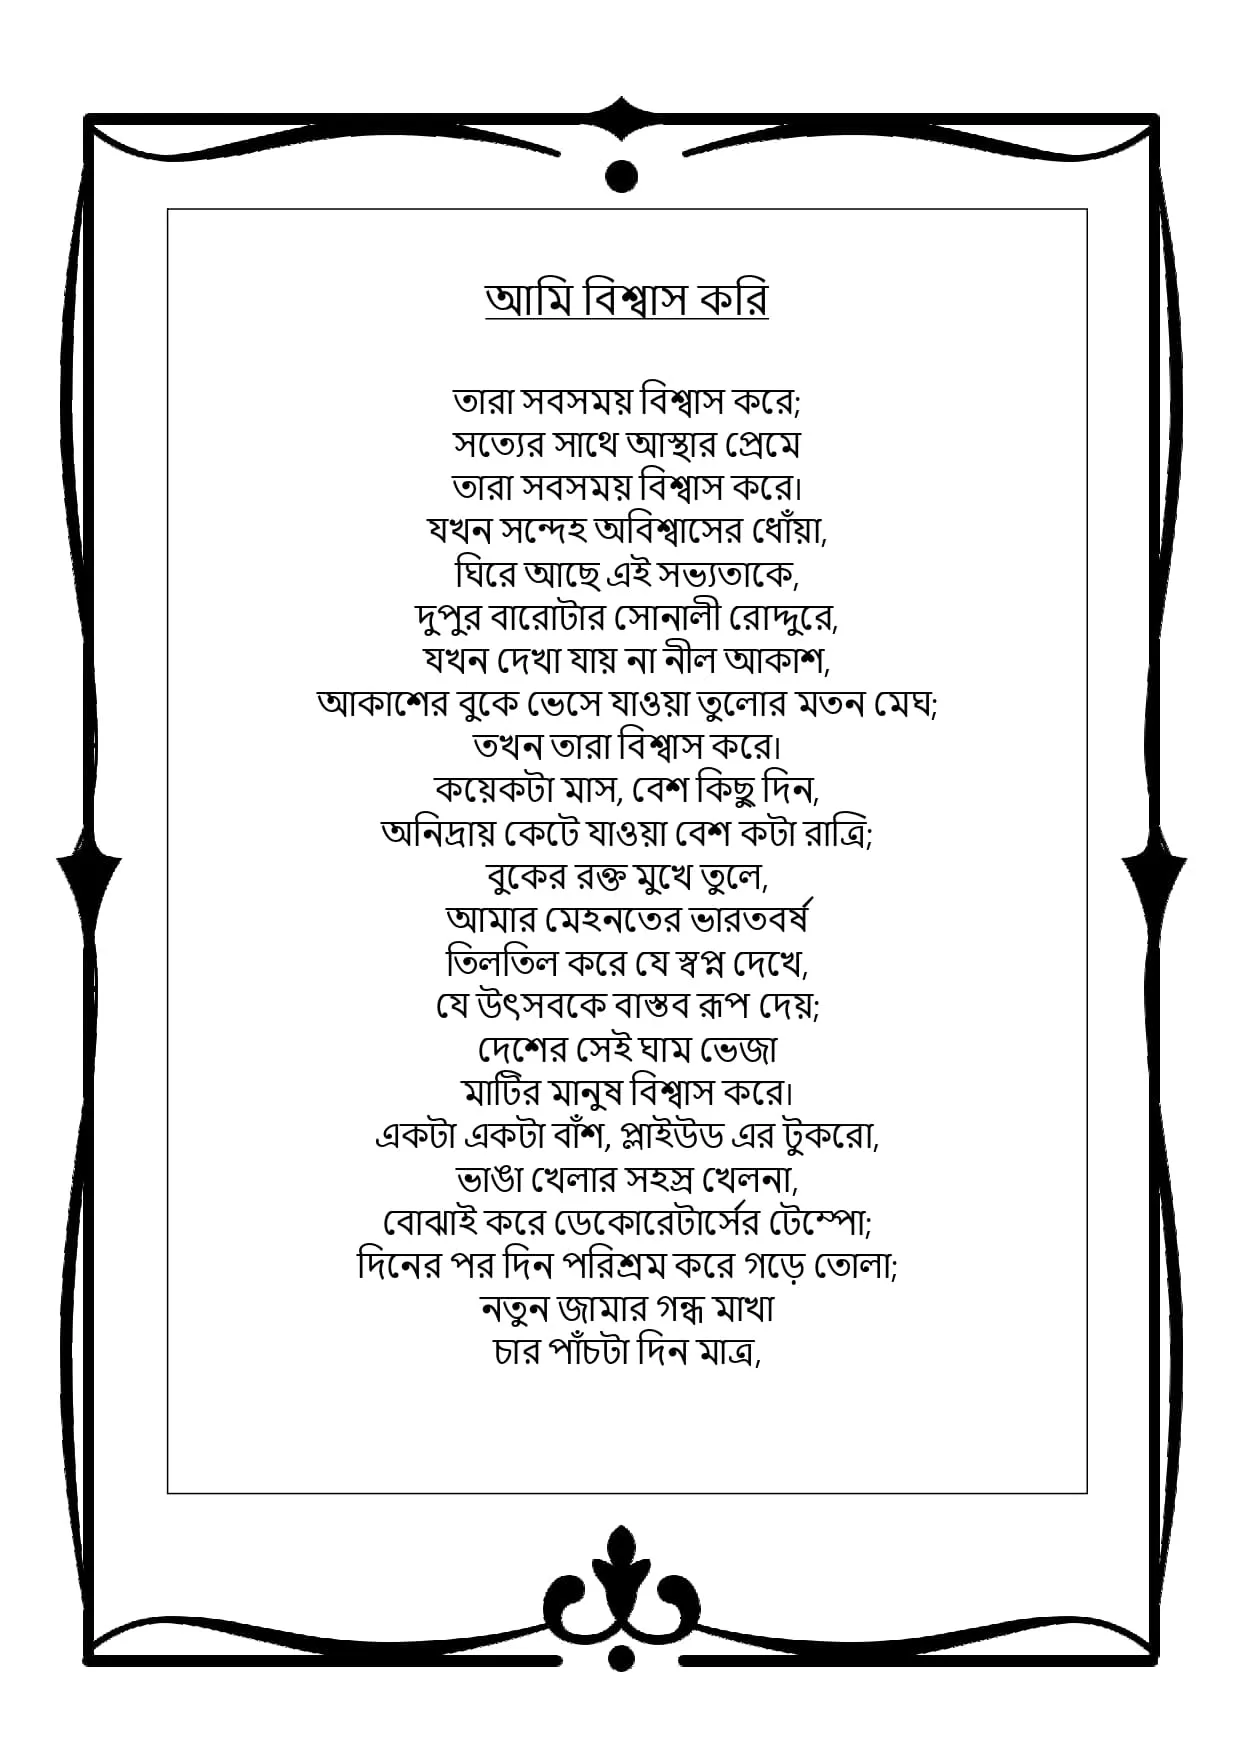 আমি বিশ্বাস করি
তারা সবসময় বিশ্বাস করে;
সত্যের সাথে আস্থার প্রেমে
তারা সবসময় বিশ্বাস করে।
যখন সন্দেহ অবিশ্বাসের ধোঁয়া,
ঘিরে আছে এই সভ্যতাকে,
দুপুর বারোটার সোনালী রোদ্দুরে,
যখন দেখা যায় না নীল আকাশ,
আকাশের বুকে ভেসে যাওয়া তুলোর মতন মেঘ;
তখন তারা বিশ্বাস করে।
কয়েকটা মাস, বেশ কিছু দিন,
অনিদ্রায় কেটে যাওয়া বেশ কটা রাত্রি;
বুকের রক্ত মুখে তুলে,
আমার মেহনতের ভারতবর্ষ
তিলতিল করে যে স্বপ্ন দেখে,
যে উৎসবকে বাস্তব রূপ দেয়;
দেশের সেই ঘাম ভেজা
মাটির মানুষ বিশ্বাস করে।
একটা একটা বাঁশ, প্লাইউড এর টুকরো,
ভাঙা খেলার সহস্র খেলনা,
বোঝাই করে ডেকোরেটার্সের টেম্পো;
দিনের পর দিন পরিশ্রম করে গড়ে তোলা;
নতুন জামার গন্ধ মাখা
চার পাঁচটা দিন মাত্র,